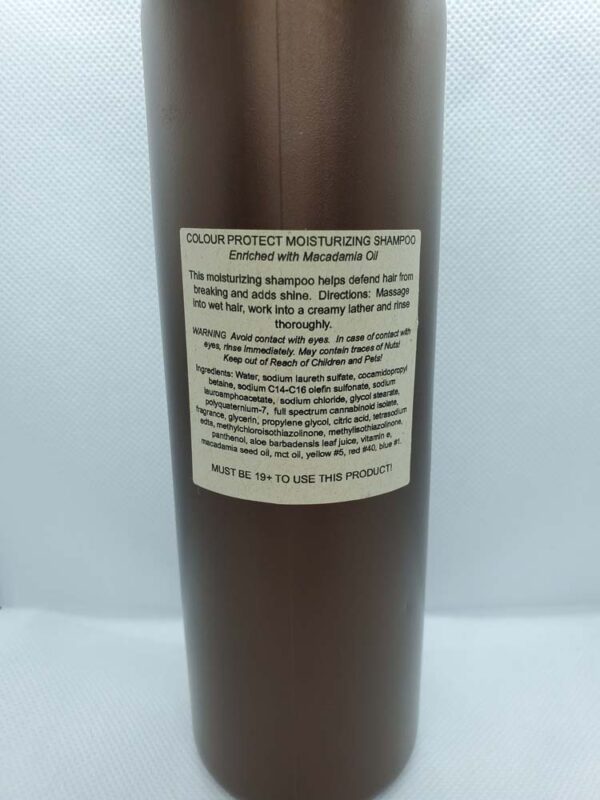 COLOUR PROTECT MOISTURIZING SHAMPOO
Enriched with Macadamia Oil
This moisturizing shampoo helps defend hair from
breaking and adds shine. Directions: Massage
into wet hair, work into a creamy lather and rinse
thoroughly.
WARNING Avoid contact with eyes. In case of contact with
eyes, rinse immediately. May contain traces of Nuts!
Keep out of Reach of Children and Pets!
Ingredients: Water, sodium laureth sulfate, cocamidopropyl
betaine, sodium C14-C16 olefin sulfonate, sodium
lauroamphoacetate, sodium chloride, glycol stearate,
polyquaternium-7, full spectrum cannabinoid isolate,
fragrance, glycerin, propylene glycol, citric acid, tetrasodium
edta, methylchloroisothiazolinone, methylisothiazolinone,
panthenol, aloe barbadensis leaf juice, vitamin e,
macadamia seed oil, mct oil, yellow #5, red #40, blue #1.
MUST BE 19+ TO USE THIS PRODUCT!